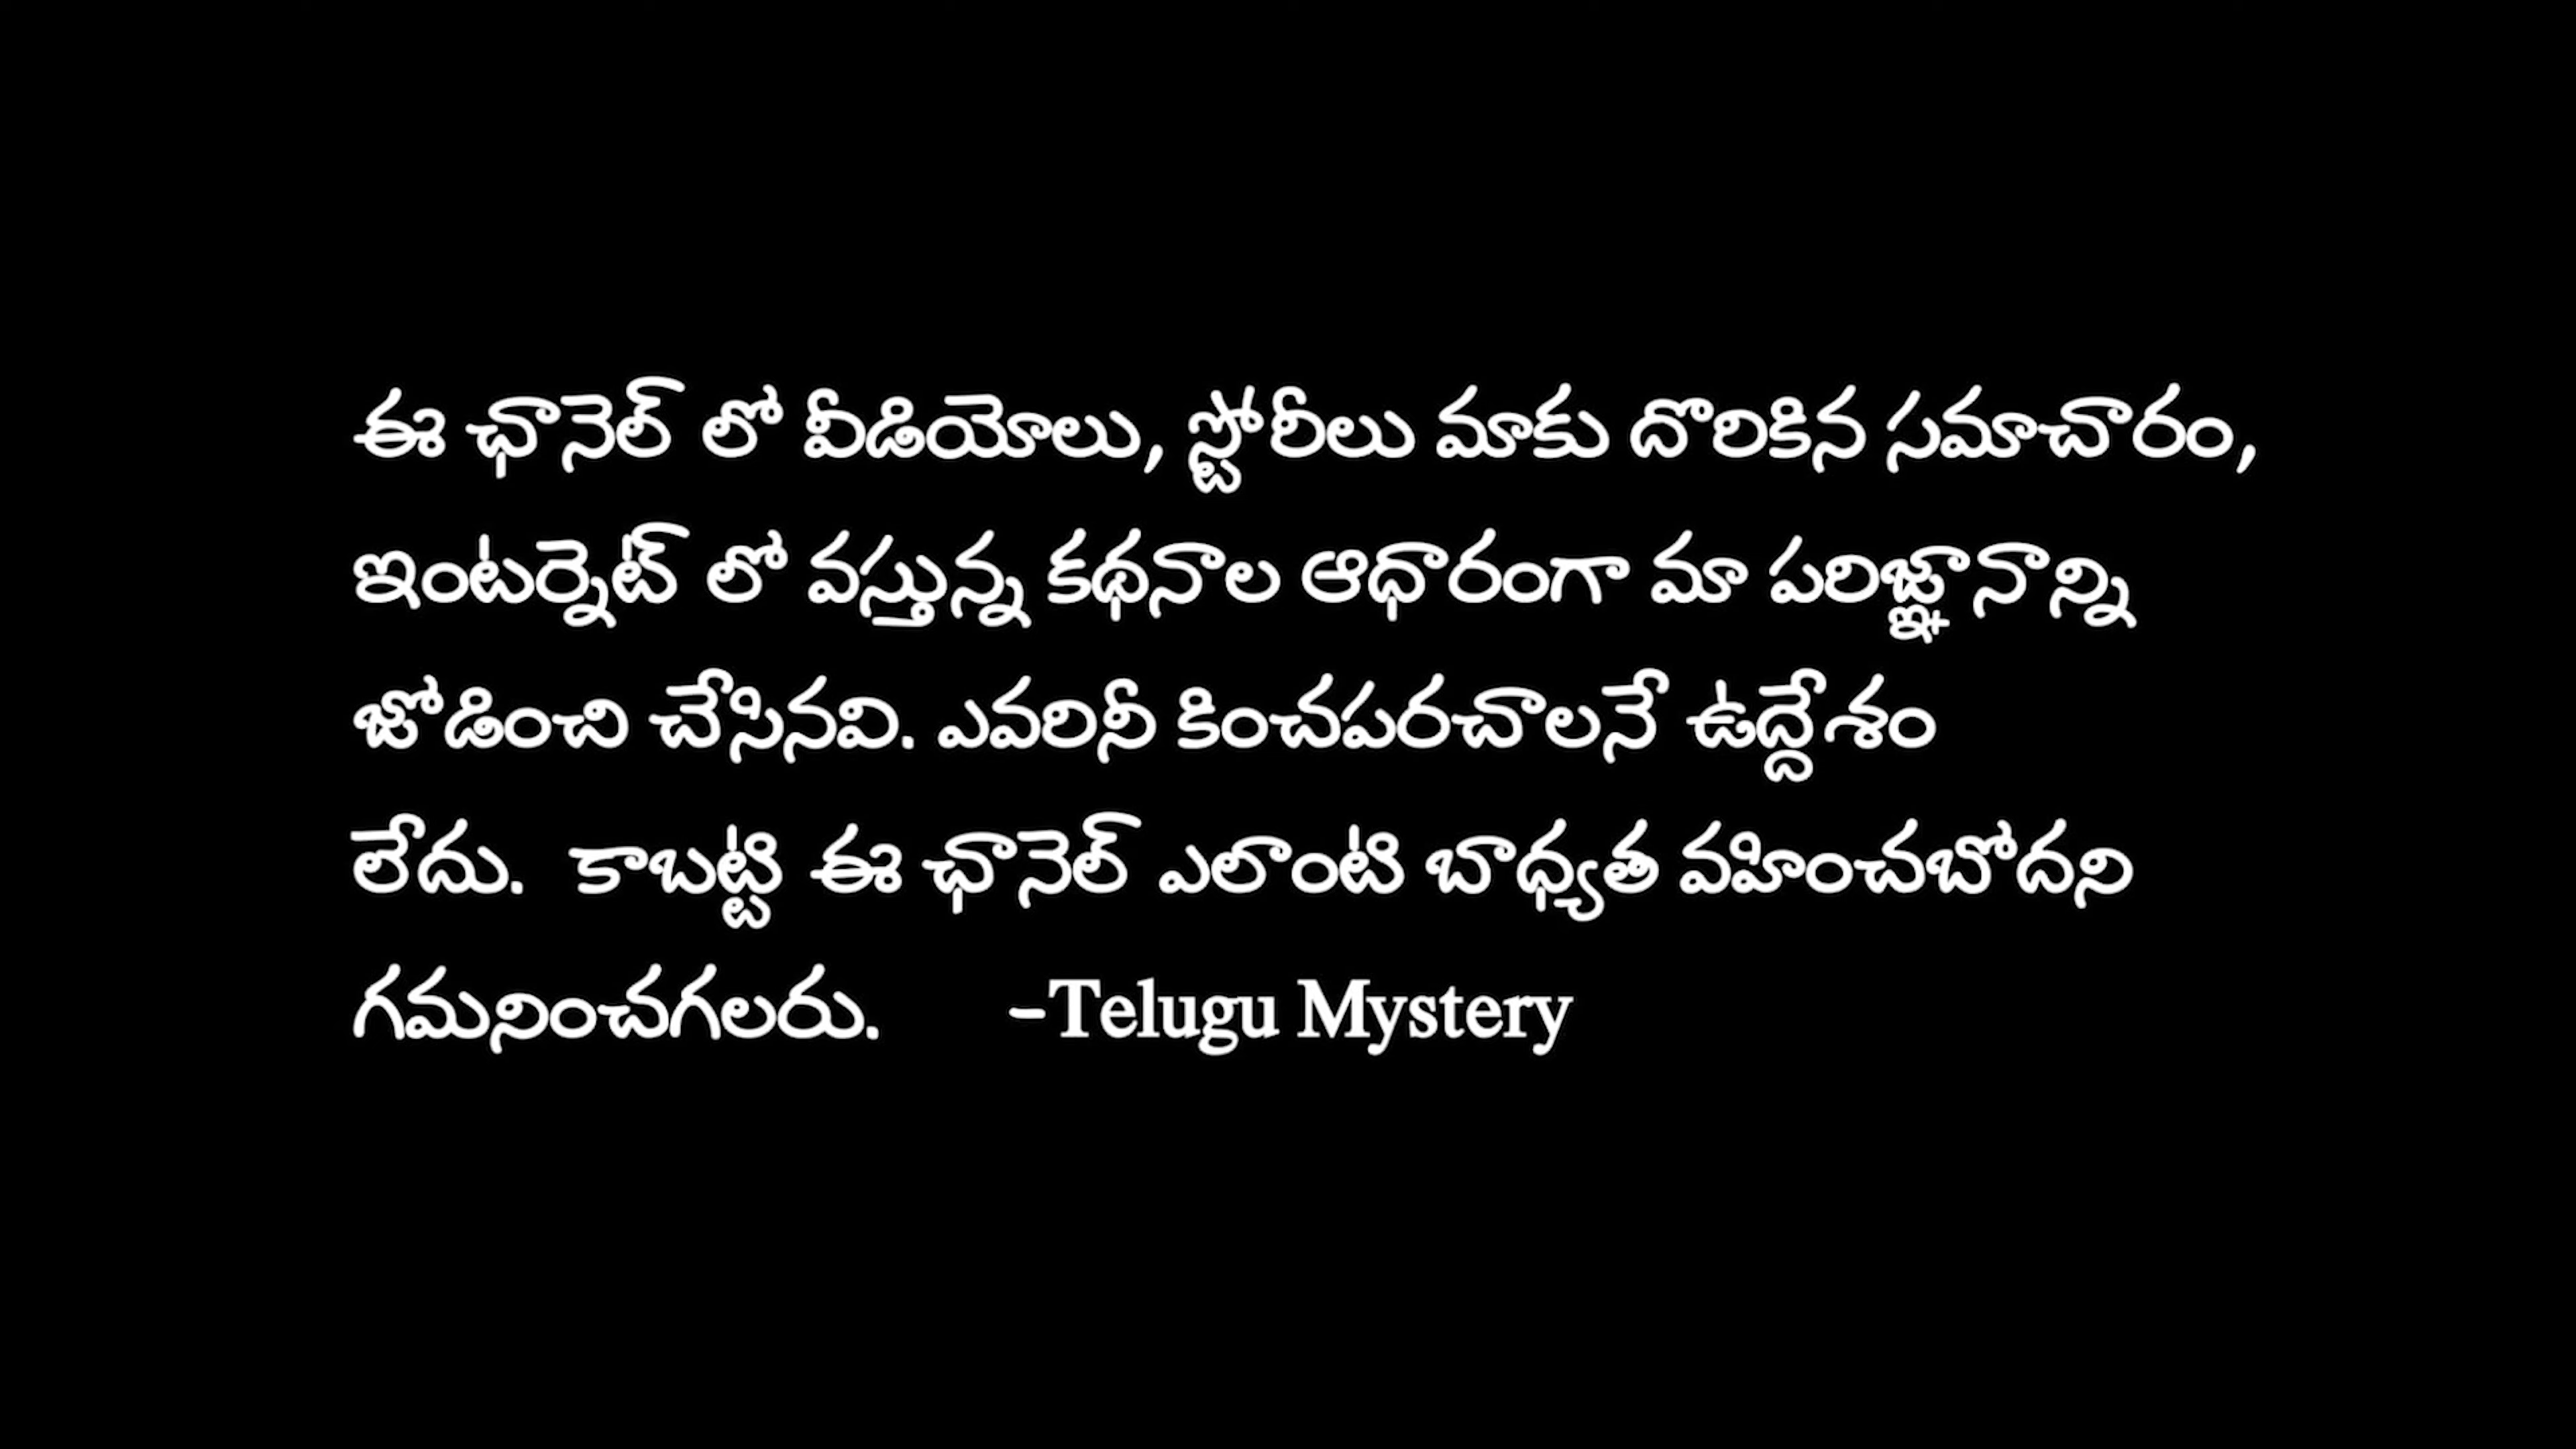 ఈ ఛానెల్ లో వీడియోలు, స్టోరీలు మాకు దొరికిన సమాచారం,
ఇంటర్నెట్ లో వస్తున్న కథనాల ఆధారంగా మా పరిజ్ఞానాన్ని
జోడించి చేసినవి. ఎవరినీ కించపరచాలనే ఉద్దేశం
లేదు. కాబట్టి ఈ ఛానెల్ ఎలాంటి బాధ్యత వహించబోదని
గమనించగలరు. -Telugu Mystery